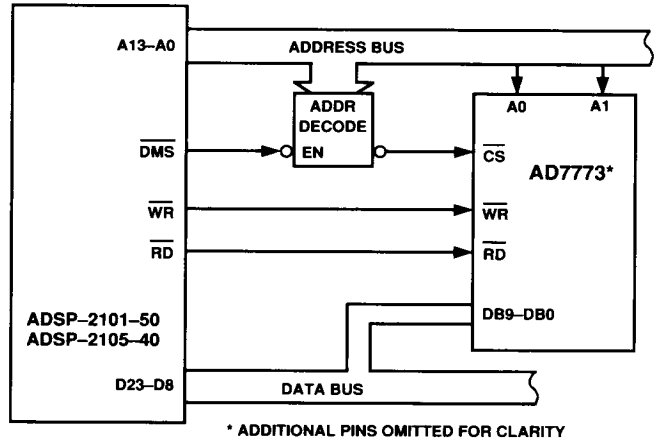 A13–A0
ADDRESS BUS
ADDR
DECODE
A0
A1
DMS
EN
CS
AD7773*
WR
WR
RD
RD
ADSP–2101–50
ADSP–2105–40
DB9–DB0
D23–D8
DATA BUS
* ADDITIONAL PINS OMITTED FOR CLARITY